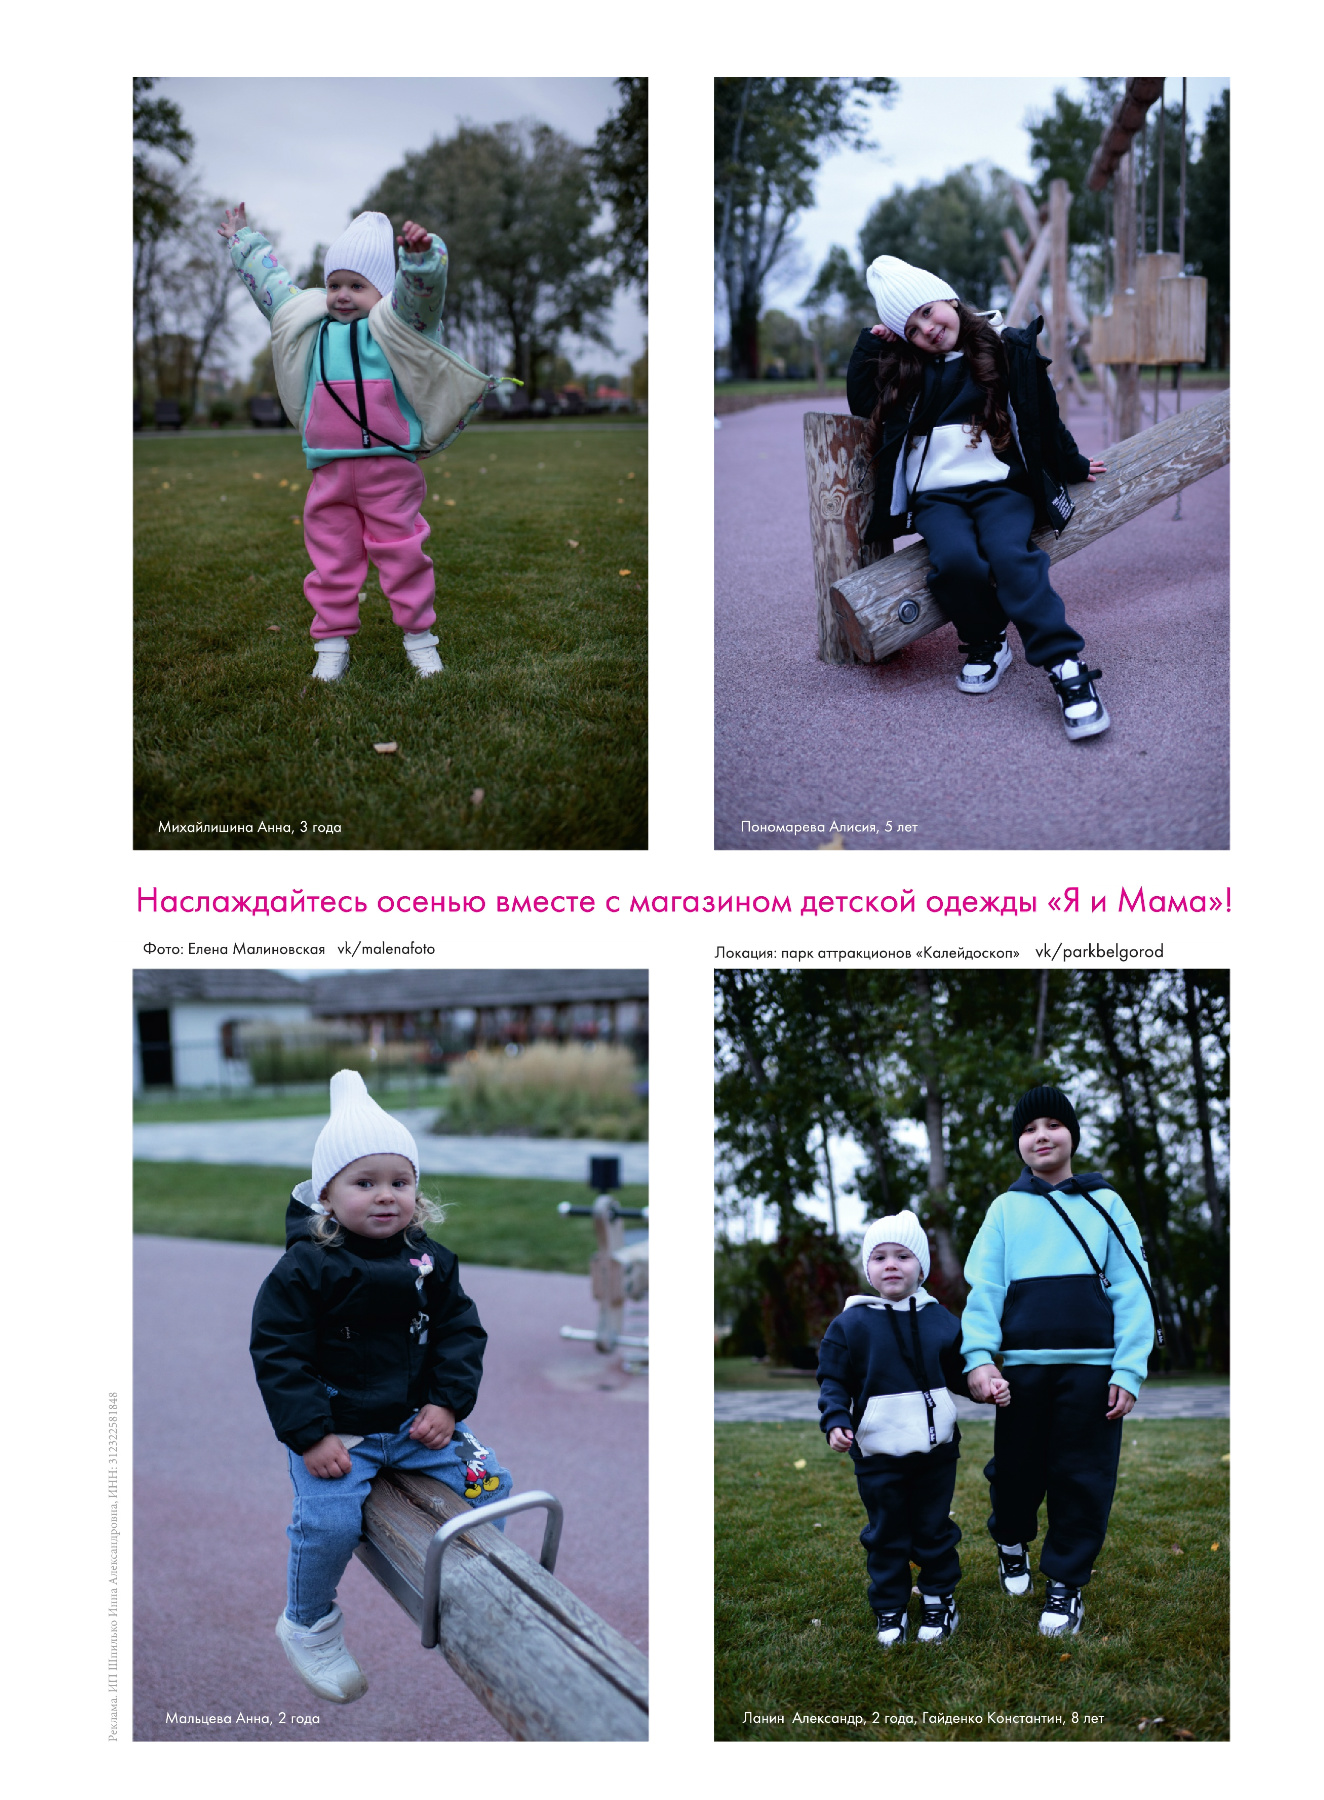 Михайлишина Анна, 3 года
Пономарева Алисия, 5 лет
Наслаждайтесь осенью вместе с магазином детской одежды «Я и Мама»!
Фото: Елена Малиновская vk/malenafoto
Локация: парк аттракционов «Калейдоскоп» vk/parkbelgorod
Мальцева Анна, 2 года
Ланин Александр, 2 года, Гайденко Константин, 8 лет
Реклама. ИП Шпилько Инна Александровна, ИНН: 312322581848